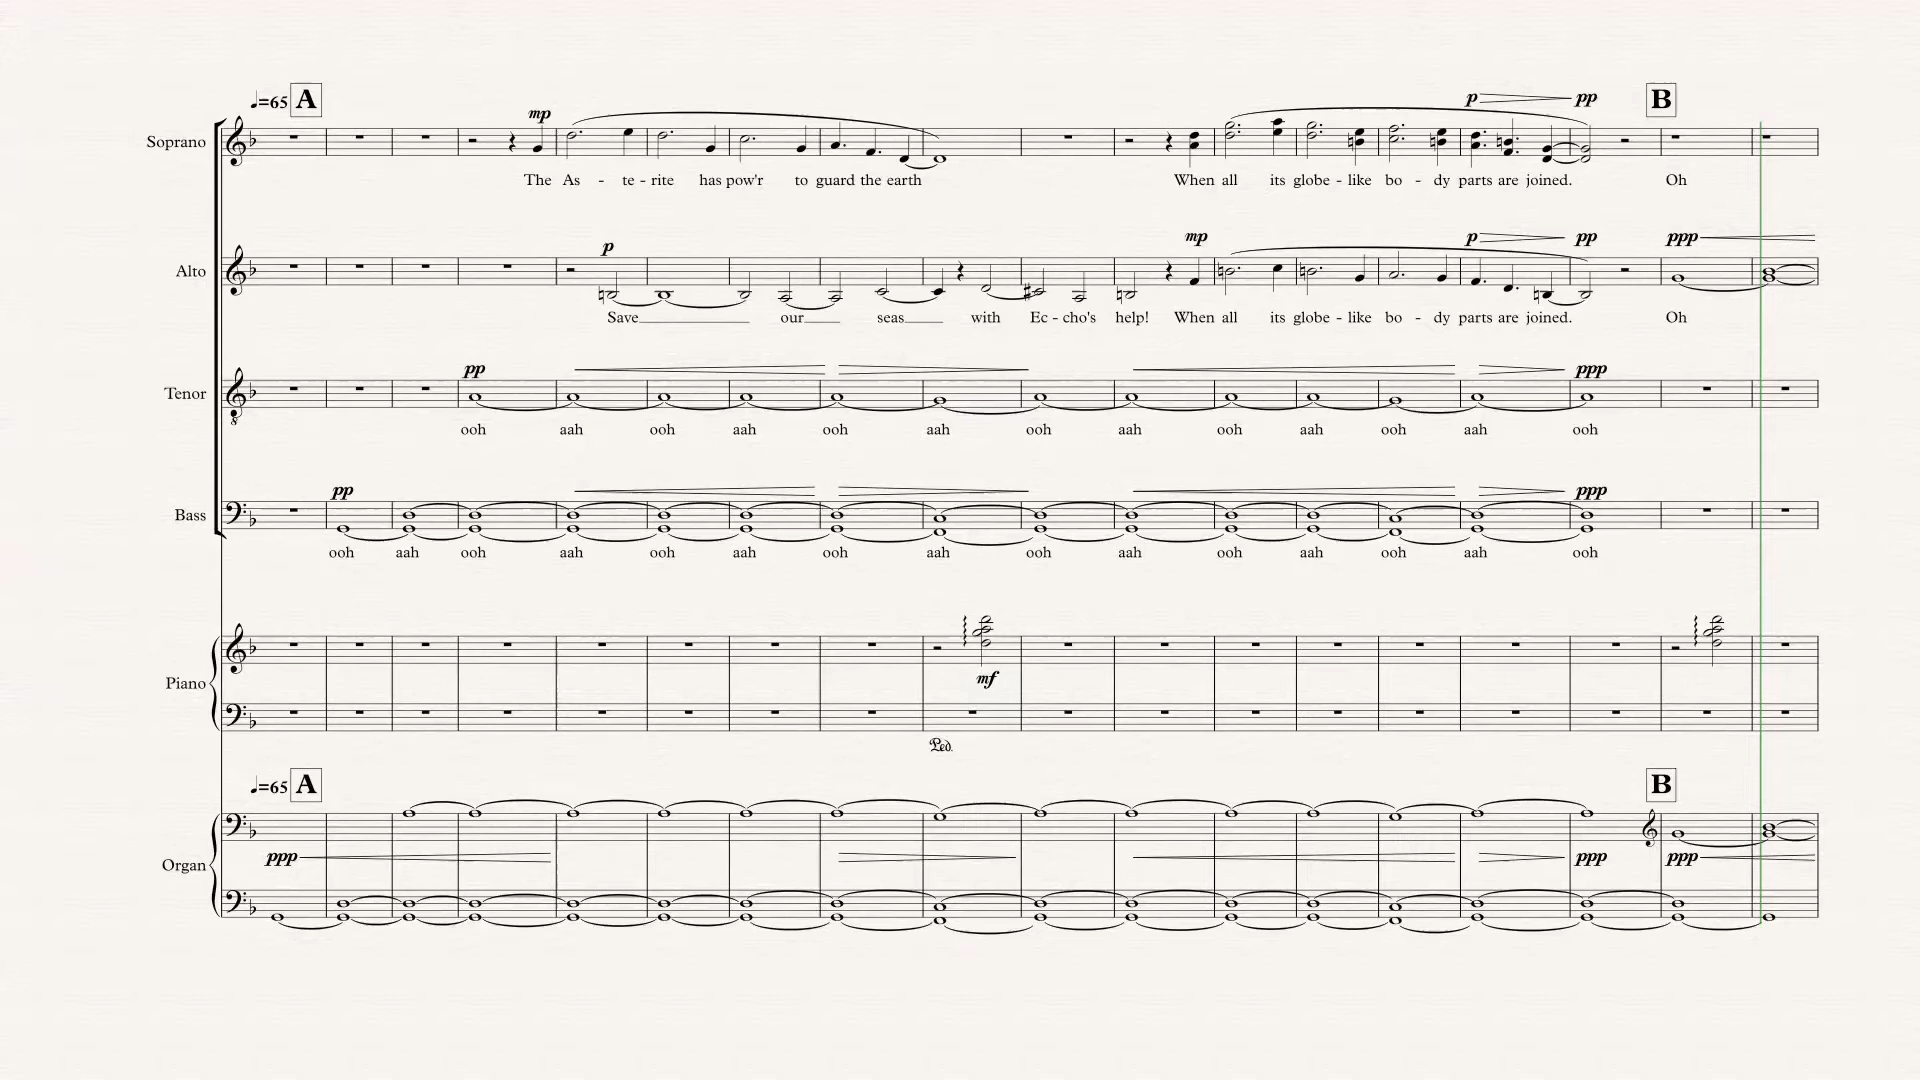 ♩=65 A B
mp p pp
Soprano
The As - te - rite has pow'r to guard the earth When all its globe - like bo - dy parts are joined. Oh
p mp p pp ppp
Alto
Save our seas with Ec - cho's help! When all its globe - like bo - dy parts are joined. Oh
pp ppp
Tenor
ooh aah ooh aah ooh aah ooh aah ooh aah ooh aah ooh
pp ppp
Bass
ooh aah ooh aah ooh aah ooh aah ooh aah ooh aah ooh aah ooh
Piano
mf
Ped.
♩=65 A B
Organ
ppp ppp ppp